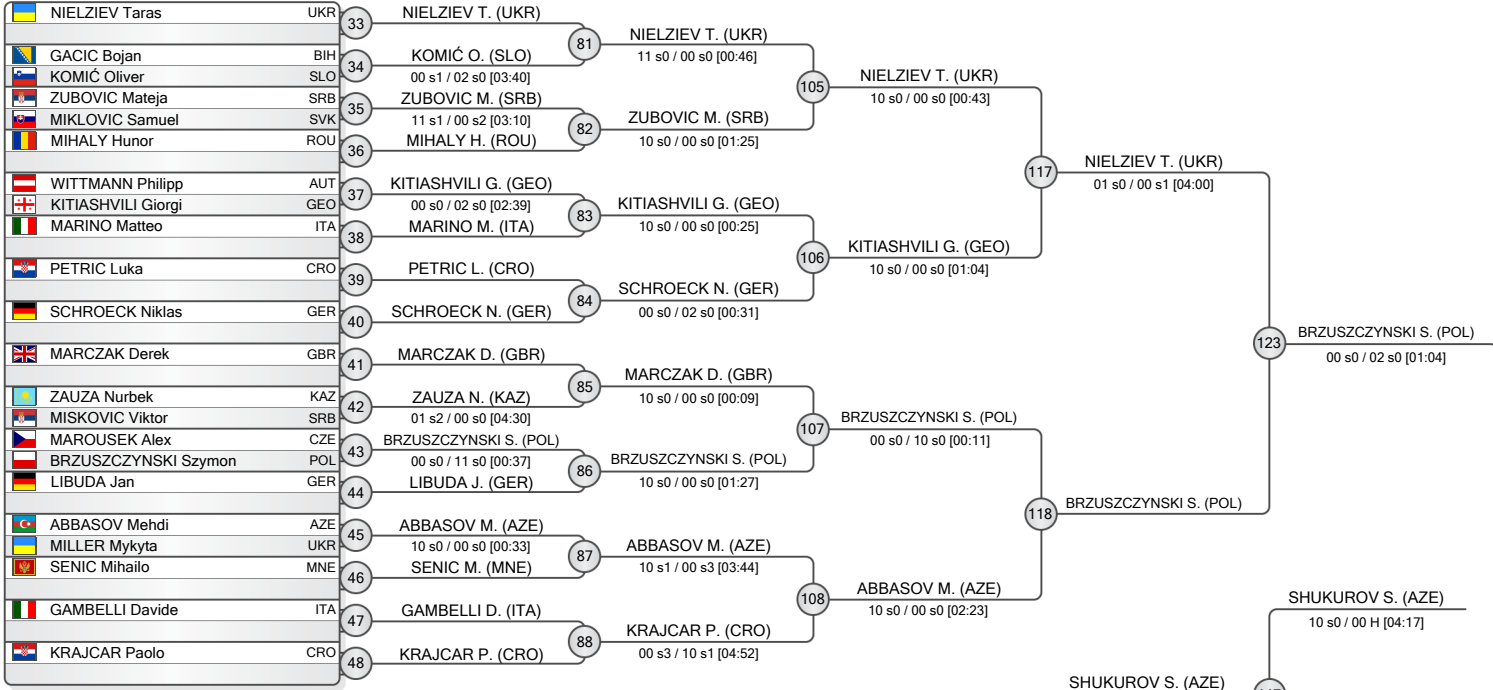 NIELZIEV Taras UKR
GACIC Bojan BIH
KOMIĆ Oliver SLO
ZUBOVIC Mateja SRB
MIKLOVIC Samuel SVK
MIHALY Hunor ROU
WITTMANN Philipp AUT
KITIASHVILI Giorgi GEO
MARINO Matteo ITA
PETRIC Luka CRO
SCHROECK Niklas GER
MARCZAK Derek GBR
ZAUZA Nurbek KAZ
MISKOVIC Viktor SRB
MAROUSEK Alex CZE
BRZUSZCZYNSKI Szymon POL
LIBUDA Jan GER
ABBASOV Mehdi AZE
MILLER Mykyta UKR
SENIC Mihailo MNE
GAMBELLI Davide ITA
KRAJCAR Paolo CRO
33
34
35
36
37
38
39
40
41
42
43
44
45
46
47
48
NIELZIEV T. (UKR)
KOMIĆ O. (SLO)
00 s1 / 02 s0 [03:40]
ZUBOVIC M. (SRB)
11 s1 / 00 s2 [03:10]
MIHALY H. (ROU)
KITIASHVILI G. (GEO)
00 s0 / 02 s0 [02:39]
MARINO M. (ITA)
PETRIC L. (CRO)
SCHROECK N. (GER)
MARCZAK D. (GBR)
ZAUZA N. (KAZ)
01 s2 / 00 s0 [04:30]
BRZUSZCZYNSKI S. (POL)
00 s0 / 11 s0 [00:37]
LIBUDA J. (GER)
ABBASOV M. (AZE)
10 s0 / 00 s0 [00:33]
SENIC M. (MNE)
GAMBELLI D. (ITA)
KRAJCAR P. (CRO)
81
82
83
84
85
86
87
88
NIELZIEV T. (UKR)
11 s0 / 00 s0 [00:46]
ZUBOVIC M. (SRB)
10 s0 / 00 s0 [01:25]
KITIASHVILI G. (GEO)
10 s0 / 00 s0 [00:25]
SCHROECK N. (GER)
00 s0 / 02 s0 [00:31]
MARCZAK D. (GBR)
10 s0 / 00 s0 [00:09]
BRZUSZCZYNSKI S. (POL)
10 s0 / 00 s0 [01:27]
ABBASOV M. (AZE)
10 s1 / 00 s3 [03:44]
KRAJCAR P. (CRO)
00 s3 / 10 s1 [04:52]
105
106
107
108
NIELZIEV T. (UKR)
10 s0 / 00 s0 [00:43]
KITIASHVILI G. (GEO)
10 s0 / 00 s0 [01:04]
BRZUSZCZYNSKI S. (POL)
00 s0 / 10 s0 [00:11]
ABBASOV M. (AZE)
10 s0 / 00 s0 [02:23]
117
118
NIELZIEV T. (UKR)
01 s0 / 00 s1 [04:00]
BRZUSZCZYNSKI S. (POL)
123
BRZUSZCZYNSKI S. (POL)
00 s0 / 02 s0 [01:04]
SHUKUROV S. (AZE)
10 s0 / 00 H [04:17]
SHUKUROV S. (AZE)